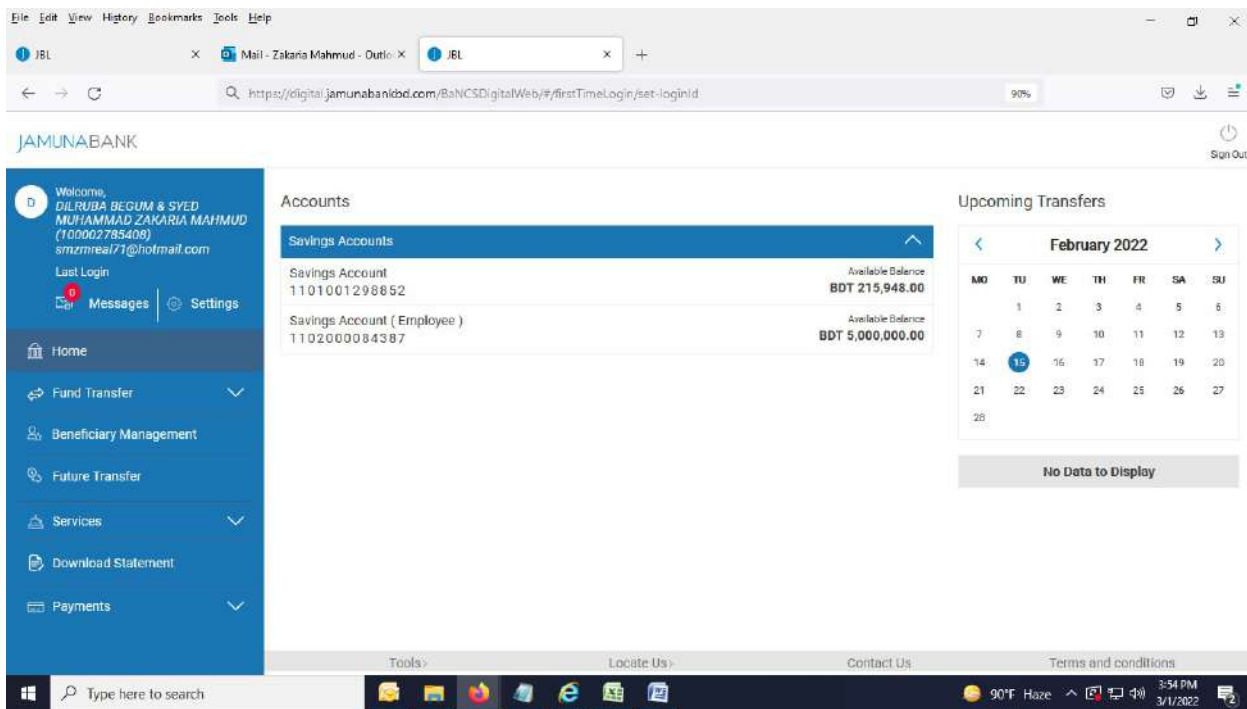 File Edit View History Bookmarks Tools Help
JBL
Mail - Zakaria Mahmud - Outlo
JBL
https://digital.jamunabankbd.com/BaNCSDigitalWeb/#/firstTimeLogin/set-loginId
90%
JAMUNABANK
Sign Out
D
Welcome,
DILRUBA BEGUM & SYED
MUHAMMAD ZAKARIA MAHMUD
(100002785408)
smzmreal71@hotmail.com
Last Login
0
Messages
Settings
Home
Fund Transfer
Beneficiary Management
Future Transfer
Services
Download Statement
Payments
Accounts
Savings Accounts
Savings Account
1101001298852
Available Balance
BDT 215,948.00
Savings Account ( Employee )
1102000084387
Available Balance
BDT 5,000,000.00
Upcoming Transfers
February 2022
MO TU WE TH FR SA SU
1 2 3 4 5 6
7 8 9 10 11 12 13
14 15 16 17 18 19 20
21 22 23 24 25 26 27
28
No Data to Display
Tools>
Locate Us>
Contact Us
Terms and conditions
Type here to search
90°F Haze
3:54 PM
3/1/2022
2